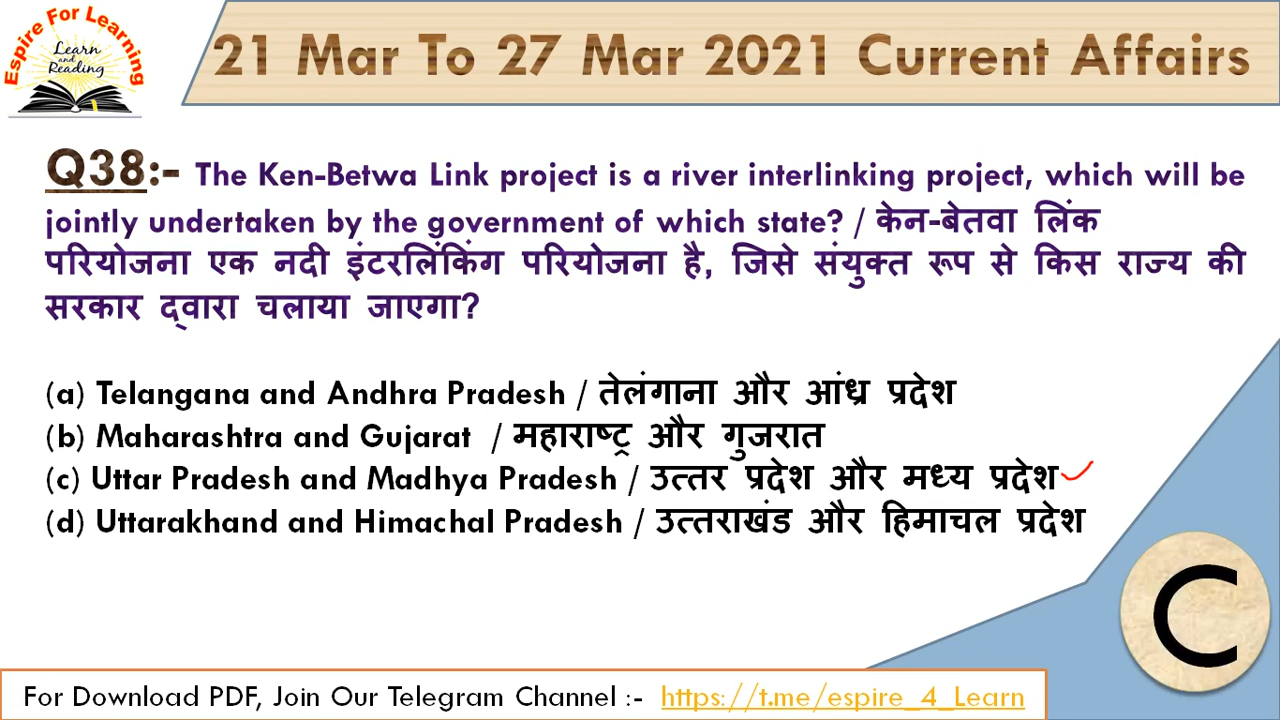 Espire For Learning
Learn
and
Reading
21 Mar To 27 Mar 2021 Current Affairs
Q38:- The Ken-Betwa Link project is a river interlinking project, which will be
jointly undertaken by the government of which state? / केन-बेतवा लिंक
परियोजना एक नदी इंटरलिंकिंग परियोजना है, जिसे संयुक्त रूप से किस राज्य की
सरकार द्वारा चलाया जाएगा?
(a) Telangana and Andhra Pradesh / तेलंगाना और आंध्र प्रदेश
(b) Maharashtra and Gujarat / महाराष्ट्र और गुजरात
(c) Uttar Pradesh and Madhya Pradesh / उत्तर प्रदेश और मध्य प्रदेश
(d) Uttarakhand and Himachal Pradesh / उत्तराखंड और हिमाचल प्रदेश
C
For Download PDF, Join Our Telegram Channel :- https://t.me/espire_4_Learn